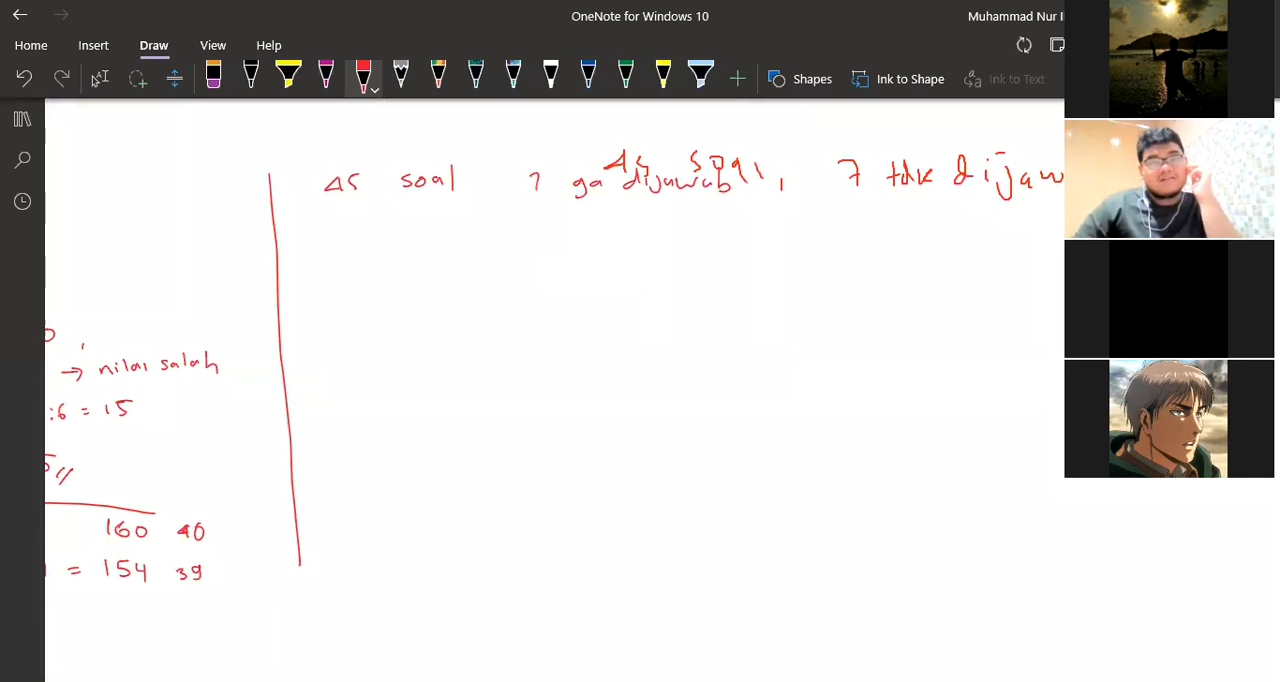 OneNote for Windows 10
Muhammad Nur I
Home Insert Draw View Help
Shapes Ink to Shape Ink to Text
45 soal ? ga dijawab 7 tdk dijaw
45 soal
→ nilai salah
:6 = 15
160 40
= 154 39